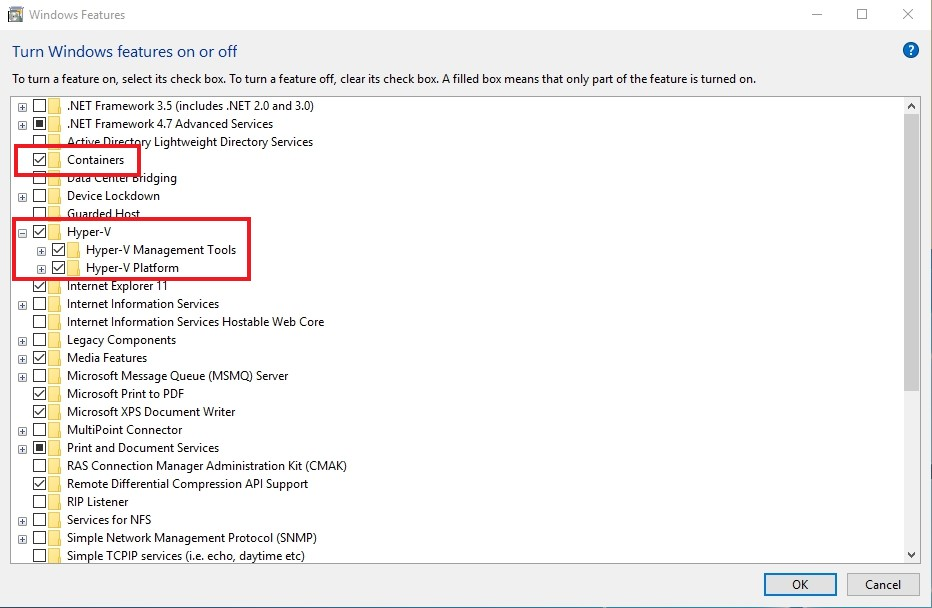 Windows Features
Turn Windows features on or off
?
To turn a feature on, select its check box. To turn a feature off, clear its check box. A filled box means that only part of the feature is turned on.
.NET Framework 3.5 (includes .NET 2.0 and 3.0)
.NET Framework 4.7 Advanced Services
Active Directory Lightweight Directory Services
Containers
Data Center Bridging
Device Lockdown
Guarded Host
Hyper-V
Hyper-V Management Tools
Hyper-V Platform
Internet Explorer 11
Internet Information Services
Internet Information Services Hostable Web Core
Legacy Components
Media Features
Microsoft Message Queue (MSMQ) Server
Microsoft Print to PDF
Microsoft XPS Document Writer
MultiPoint Connector
Print and Document Services
RAS Connection Manager Administration Kit (CMAK)
Remote Differential Compression API Support
RIP Listener
Services for NFS
Simple Network Management Protocol (SNMP)
Simple TCPIP services (i.e. echo, daytime etc)
OK Cancel